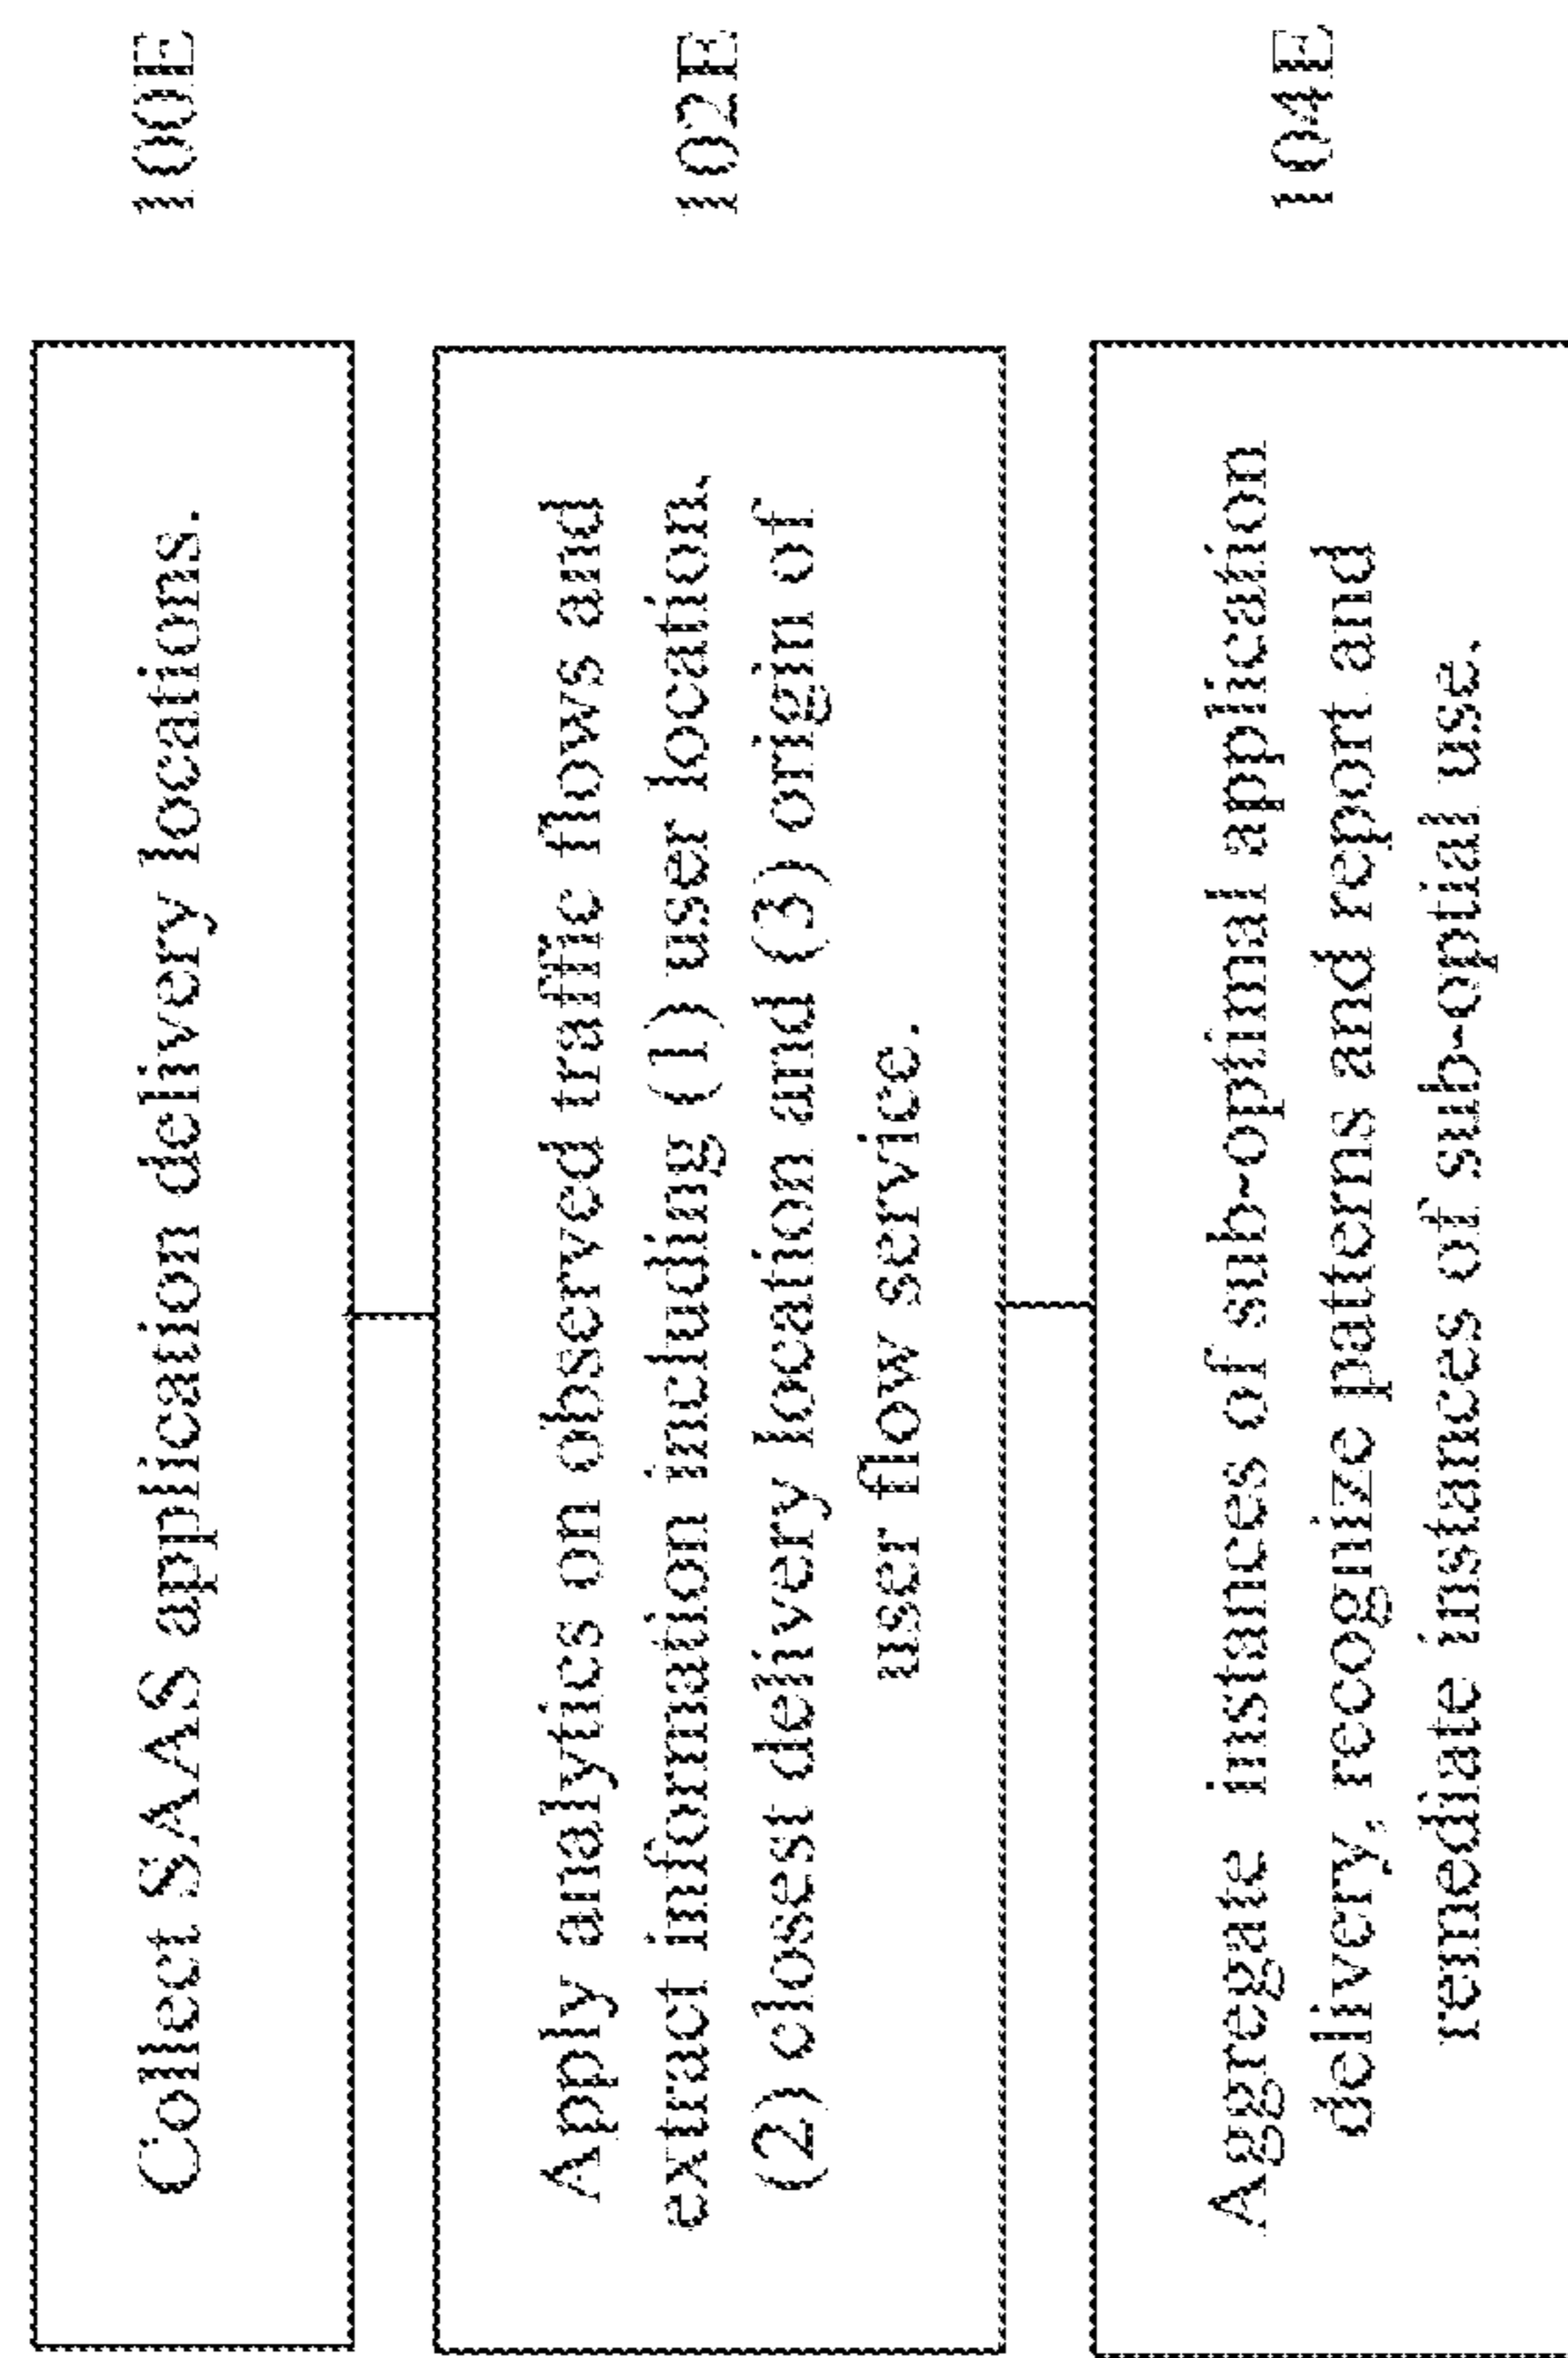 Collect SAAS application delivery locations.
100E
Apply analytics on observed traffic flows and
extract information including (1) user location,
(2) closest delivery location and (3) origin of
user flow service.
102E
Aggregate instances of sub-optimal application
delivery, recognize patterns and report and
remediate instances of sub-optial use.
104E